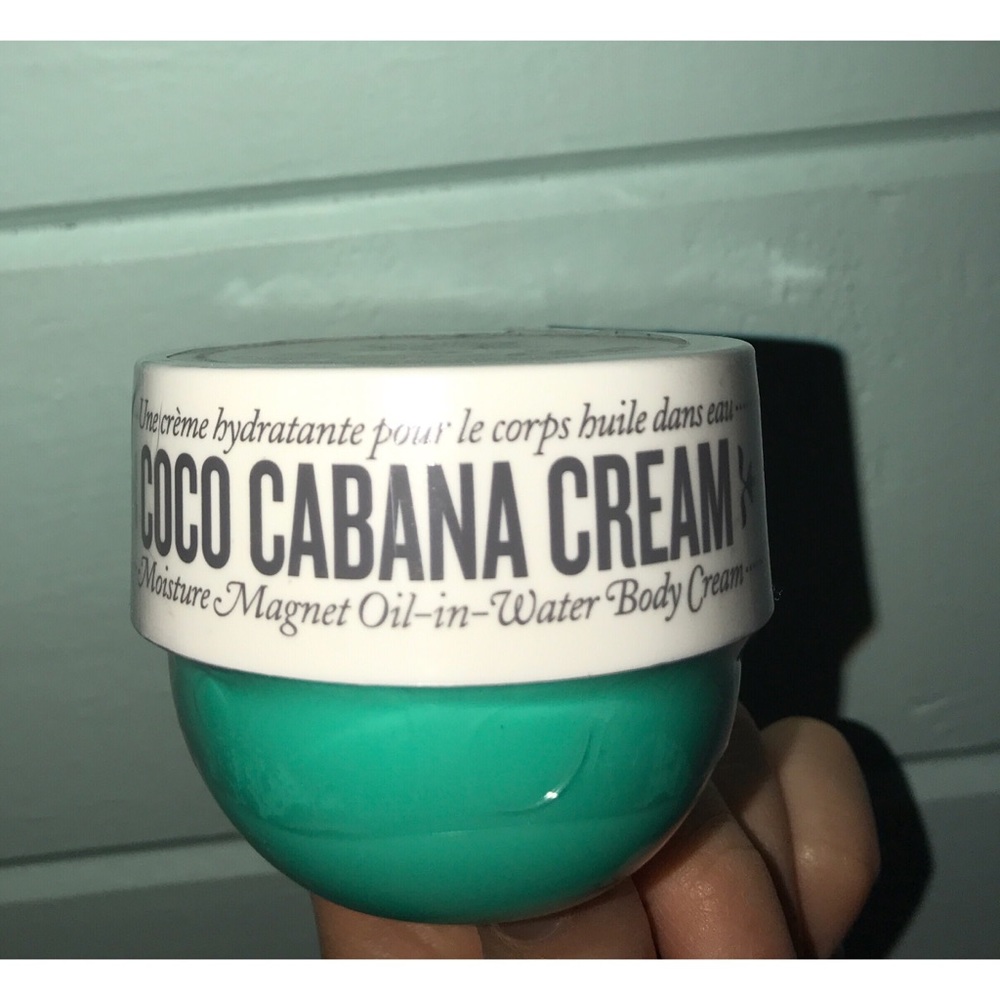 Une crème hydratante pour le corps huile dans eau
COCO CABANA CREAM
Moisture Magnet Oil-in-Water Body Cream